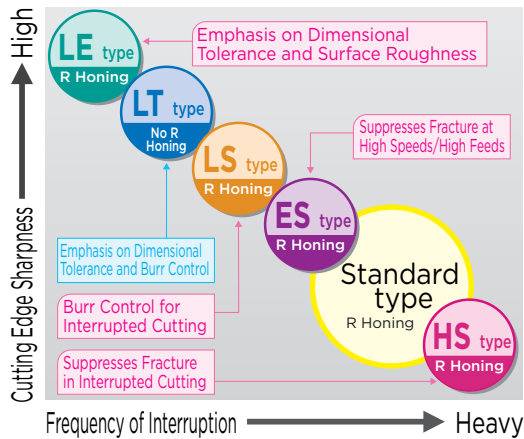 High
Cutting Edge Sharpness
LE type
R Honing
Emphasis on Dimensional
Tolerance and Surface Roughness
LT type
No R
Honing
LS type
R Honing
Suppresses Fracture at
High Speeds/High Feeds
ES type
R Honing
Emphasis on Dimensional
Tolerance and Burr Control
Standard
type
R Honing
Burr Control for
Interrupted Cutting
HS type
R Honing
Suppresses Fracture
in Interrupted Cutting
Frequency of Interruption
Heavy